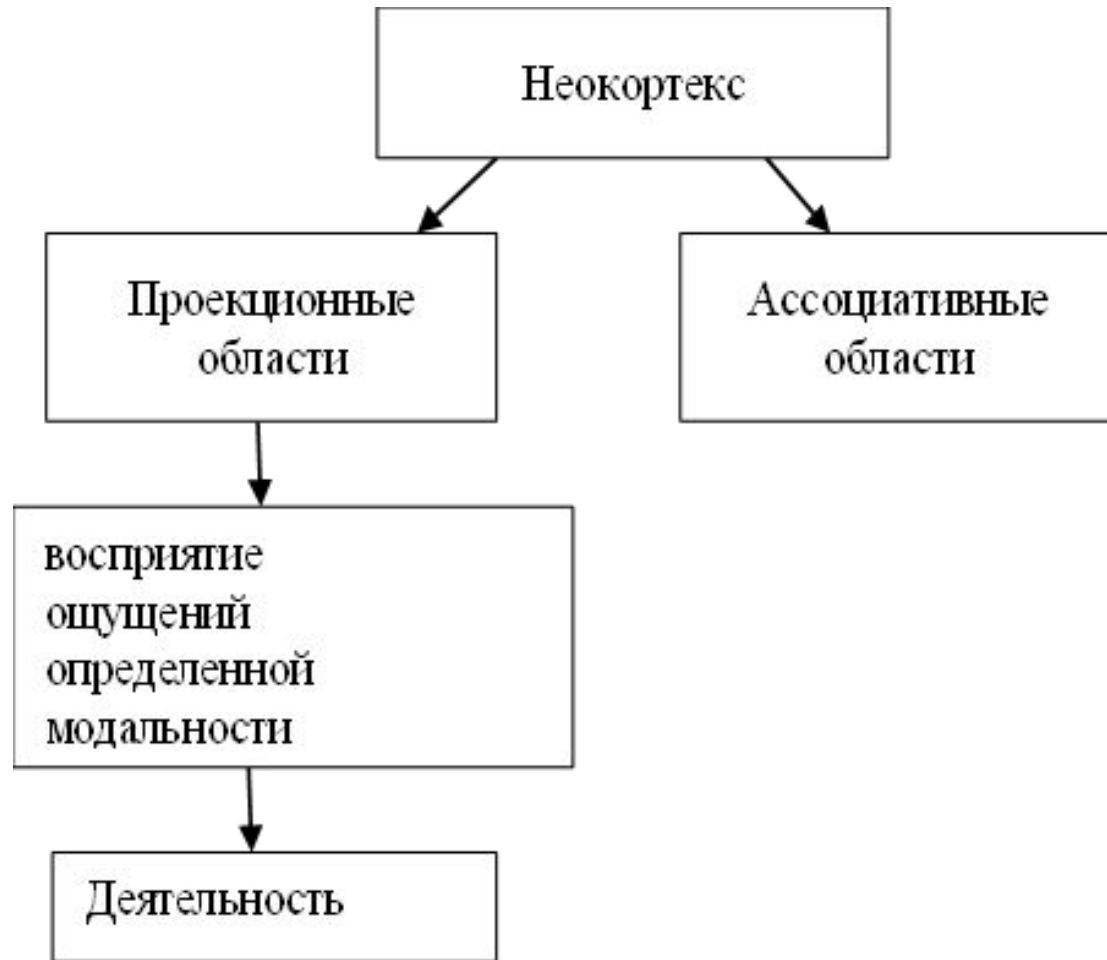 Неокортекс
Проекционные
области
Ассоциативные
области
восприятие
ощущений
определенной
модальности
Деятельность